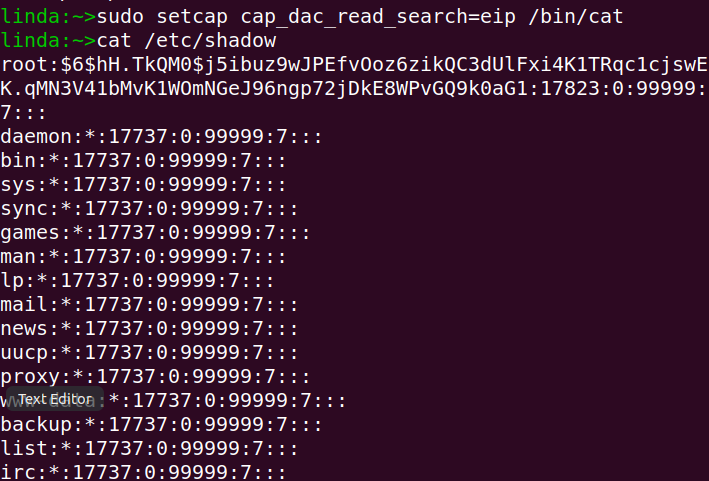 linda:~>sudo setcap cap_dac_read_search=eip /bin/cat
linda:~>cat /etc/shadow
root:$6$hH.TkQM0$j5ibuz9wJPEfvOoz6zikQC3dUlFxi4K1TRqc1cjswE
K.qMN3V41bMvK1WOmNGeJ96ngp72jDkE8WPvGQ9k0aG1:17823:0:99999:
7:::
daemon:*:17737:0:99999:7:::
bin:*:17737:0:99999:7:::
sys:*:17737:0:99999:7:::
sync:*:17737:0:99999:7:::
games:*:17737:0:99999:7:::
man:*:17737:0:99999:7:::
lp:*:17737:0:99999:7:::
mail:*:17737:0:99999:7:::
news:*:17737:0:99999:7:::
uucp:*:17737:0:99999:7:::
proxy:*:17737:0:99999:7:::
Text Editor
www-data:*:17737:0:99999:7:::
backup:*:17737:0:99999:7:::
list:*:17737:0:99999:7:::
irc:*:17737:0:99999:7:::